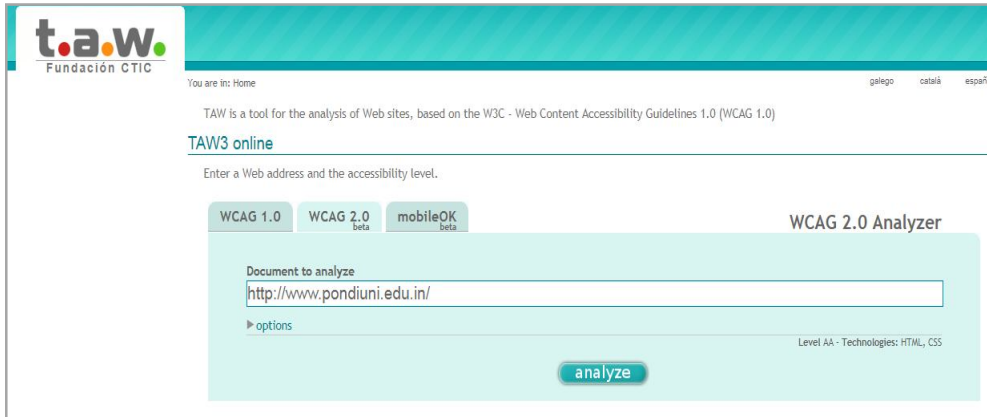 t.a.w.
Fundación CTIC
You are in: Home
galego català españ
TAW is a tool for the analysis of Web sites, based on the W3C - Web Content Accessibility Guidelines 1.0 (WCAG 1.0)
TAW3 online
Enter a Web address and the accessibility level.
WCAG 1.0 WCAG 2.0 beta mobileOK beta
WCAG 2.0 Analyzer
Document to analyze
http://www.pondiuni.edu.in/
options
Level AA - Technologies: HTML, CSS
analyze